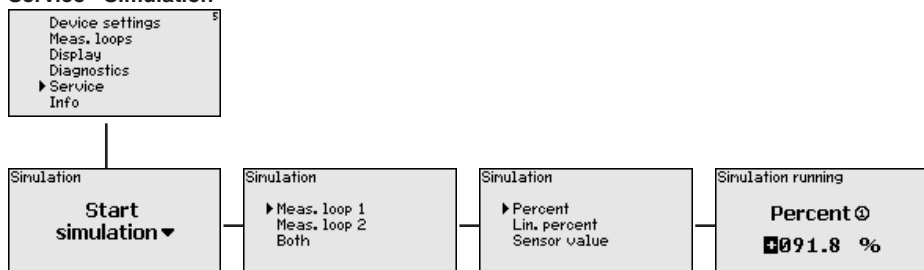 Service - Simulation
Device settings
5
Meas. loops
Display
Diagnostics
Service
Info
Simulation
Start
simulation
Simulation
Meas. loop 1
Meas. loop 2
Both
Simulation
Percent
Lin. percent
Sensor value
Simulation running
Percent①
+091.8 %